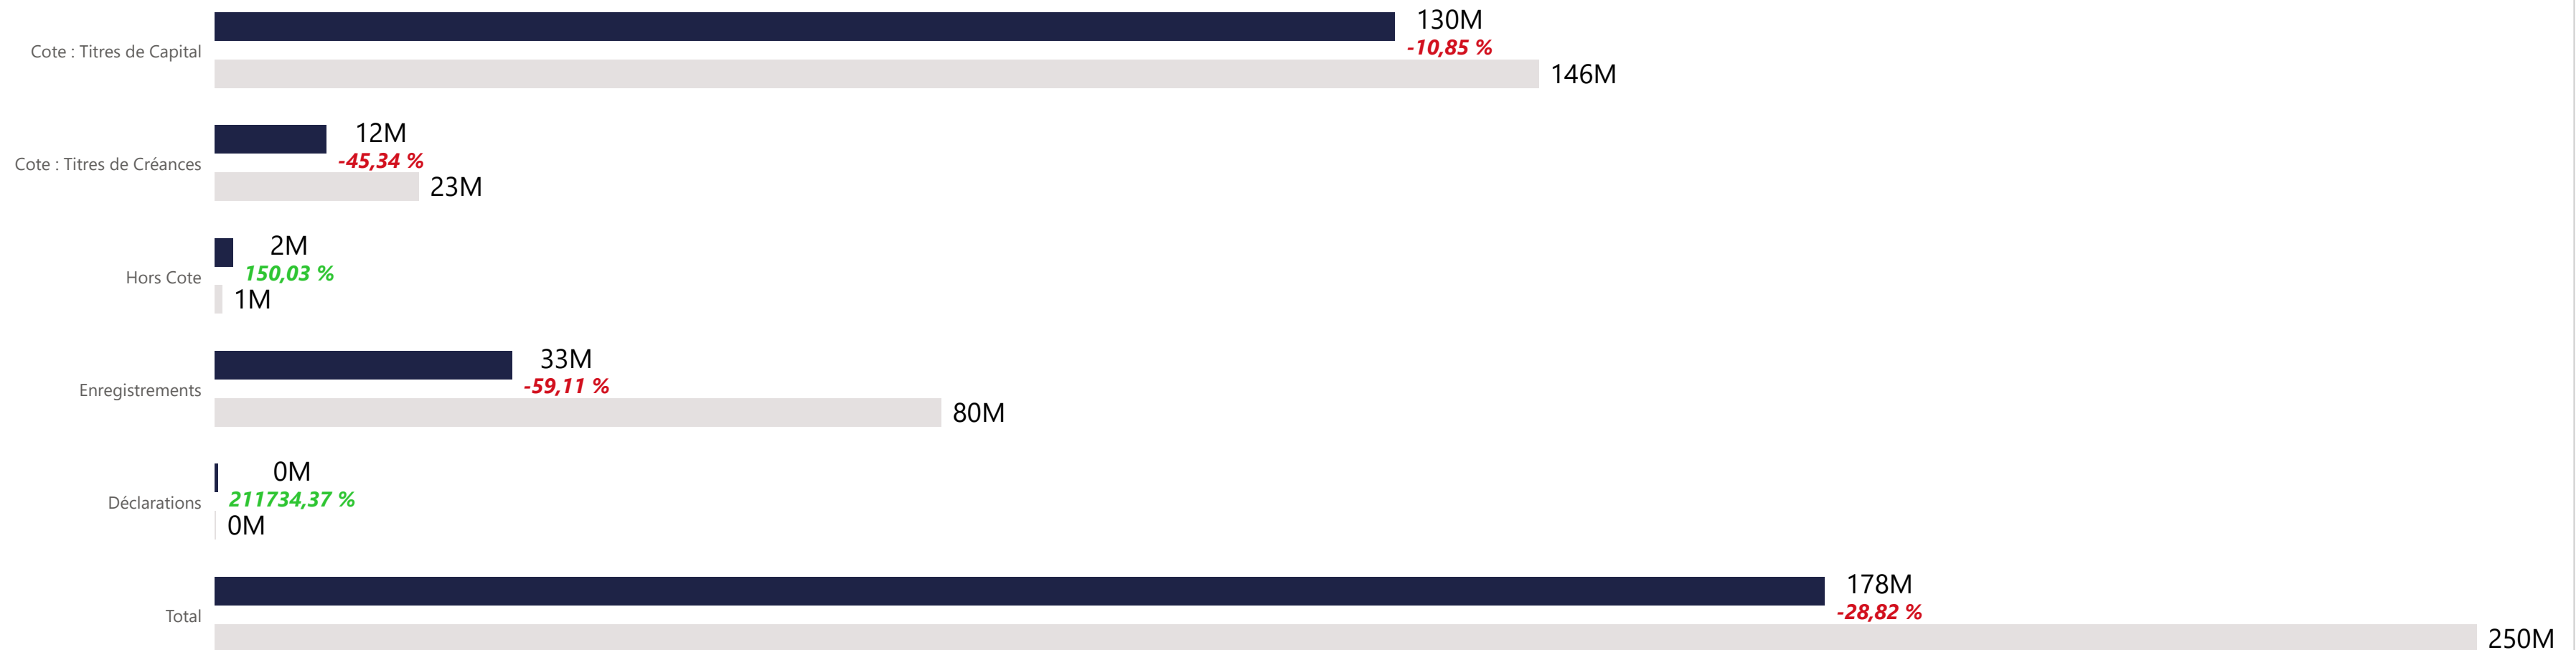 130M
-10,85 %
Cote : Titres de Capital
146M
12M
-45,34 %
Cote : Titres de Créances
23M
2M
150,03 %
Hors Cote
1M
33M
-59,11 %
Enregistrements
80M
0M
211734,37 %
Déclarations
0M
178M
-28,82 %
Total
250M